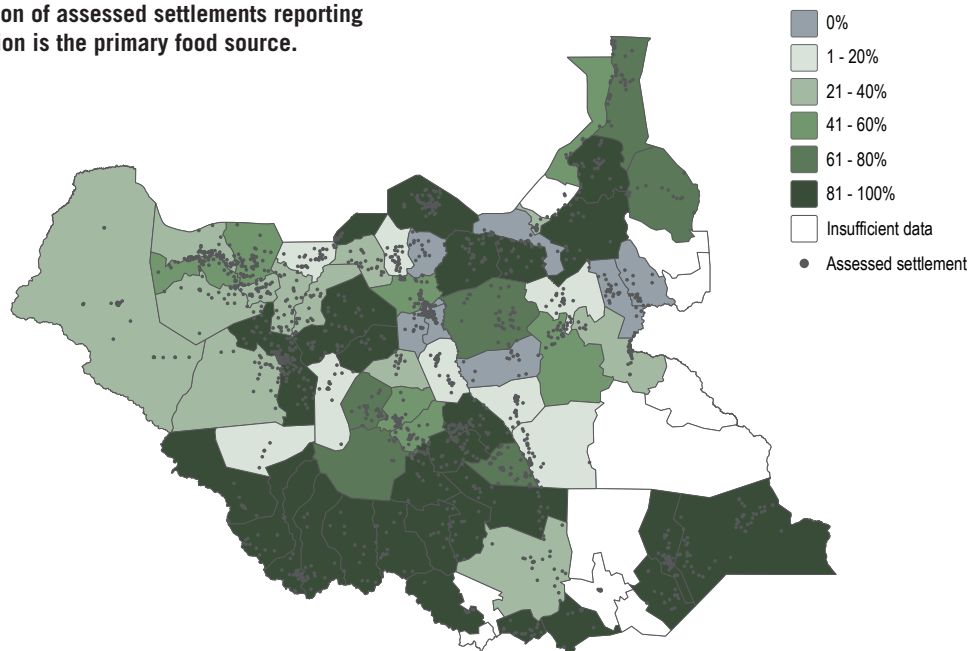 on of assessed settlements reporting
ion is the primary food source.
0%
1 - 20%
21 - 40%
41 - 60%
61 - 80%
81 - 100%
Insufficient data
Assessed settlement